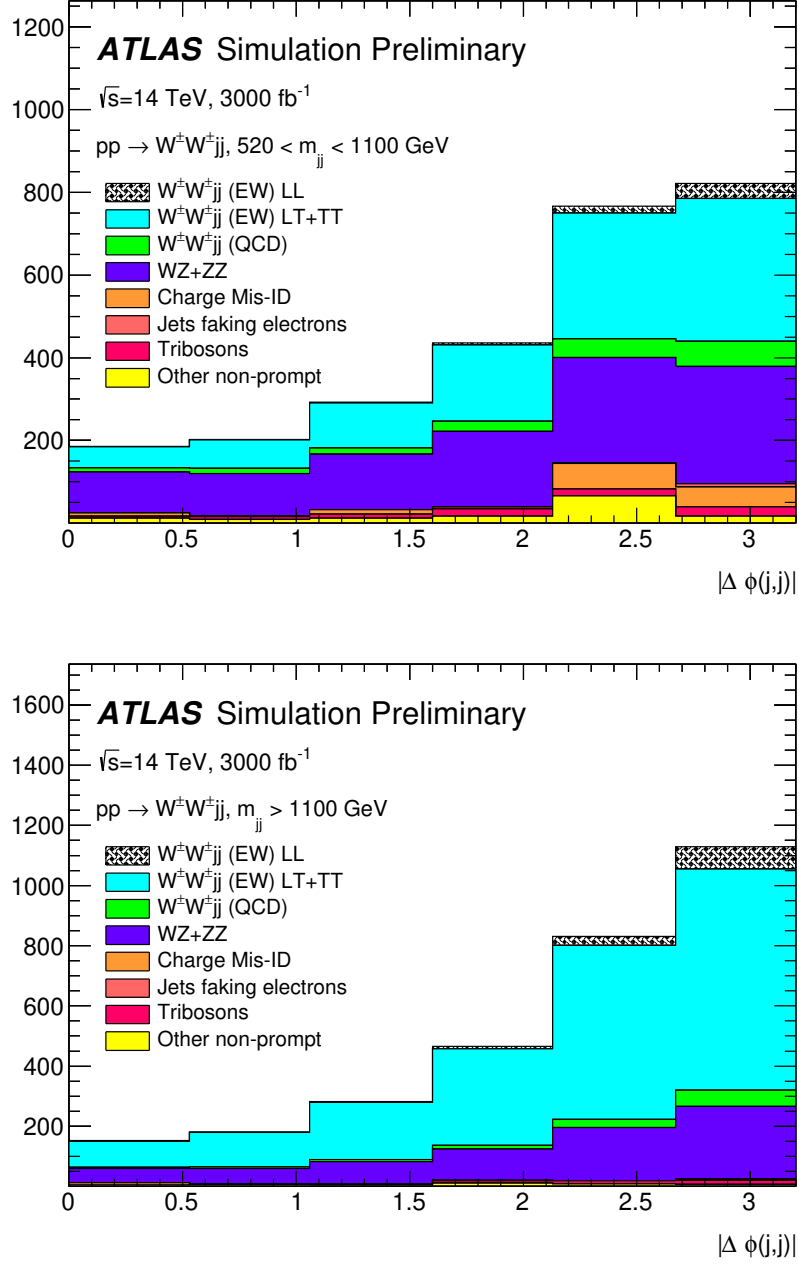 1200
1000
800
600
400
200
ATLAS Simulation Preliminary
√s=14 TeV, 3000 fb⁻¹
pp → W±W±jj, 520 < m_jj < 1100 GeV
W±W±jj (EW) LL
W±W±jj (EW) LT+TT
W±W±jj (QCD)
WZ+ZZ
Charge Mis-ID
Jets faking electrons
Tribosons
Other non-prompt
0 0.5 1 1.5 2 2.5 3
|Δ ϕ(j,j)|
1600
1400
1200
1000
800
600
400
200
ATLAS Simulation Preliminary
√s=14 TeV, 3000 fb⁻¹
pp → W±W±jj, m_jj > 1100 GeV
W±W±jj (EW) LL
W±W±jj (EW) LT+TT
W±W±jj (QCD)
WZ+ZZ
Charge Mis-ID
Jets faking electrons
Tribosons
Other non-prompt
0 0.5 1 1.5 2 2.5 3
|Δ ϕ(j,j)|